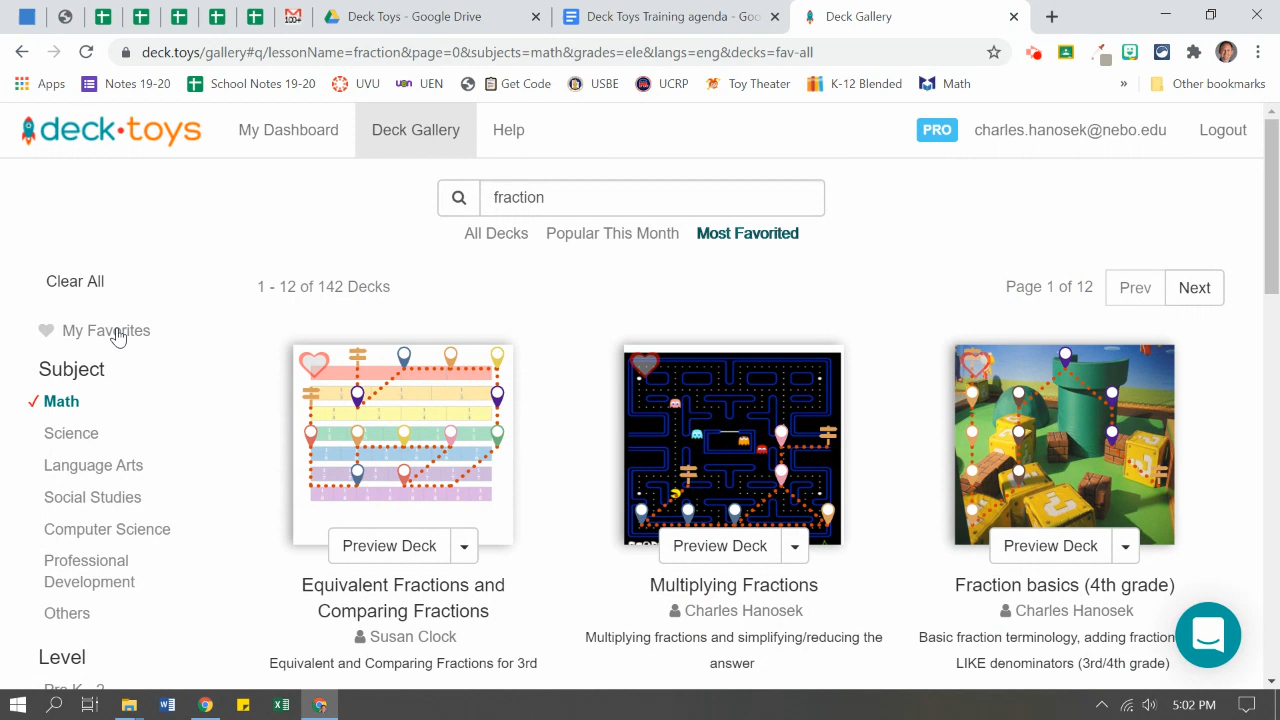 100+
Deck Toys - Google Drive
Deck Toys Training agenda - Goo
Deck Gallery
deck.toys/gallery#q/lessonName=fraction&page=0&subjects=math&grades=ele&langs=eng&decks=fav-all
Apps
Notes 19-20
School Notes 19-20
UVU
UEN
Get Code
USBE
UCRP
Toy Theater
K-12 Blended
Math
»
Other bookmarks
deck•toys
My Dashboard
Deck Gallery
Help
PRO
charles.hanosek@nebo.edu
Logout
fraction
All Decks
Popular This Month
Most Favorited
Clear All
1 - 12 of 142 Decks
Page 1 of 12
Prev
Next
My Favorites
Subject
✓ Math
Science
Language Arts
Social Studies
Computer Science
Professional
Development
Others
Level
Pre K - 2
Preview Deck
Preview Deck
Preview Deck
Equivalent Fractions and
Comparing Fractions
Susan Clock
Equivalent and Comparing Fractions for 3rd
Multiplying Fractions
Charles Hanosek
Multiplying fractions and simplifying/reducing the
answer
Fraction basics (4th grade)
Charles Hanosek
Basic fraction terminology, adding fraction
LIKE denominators (3rd/4th grade)
5:02 PM